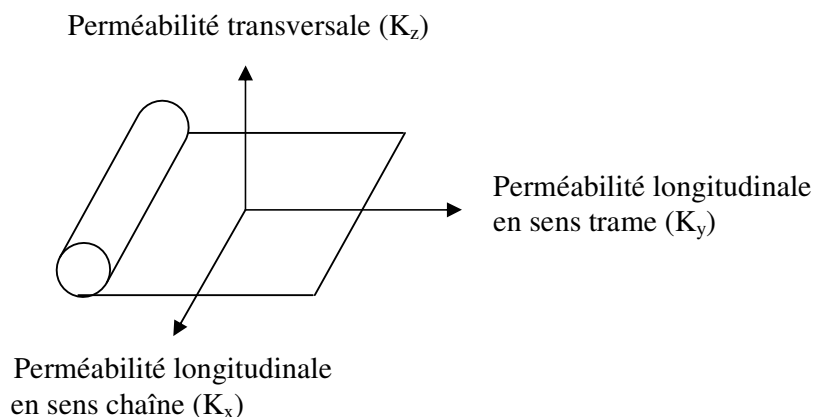 Perméabilité transversale (Kz)
Perméabilité longitudinale
en sens trame (Ky)
Perméabilité longitudinale
en sens chaîne (Kx)